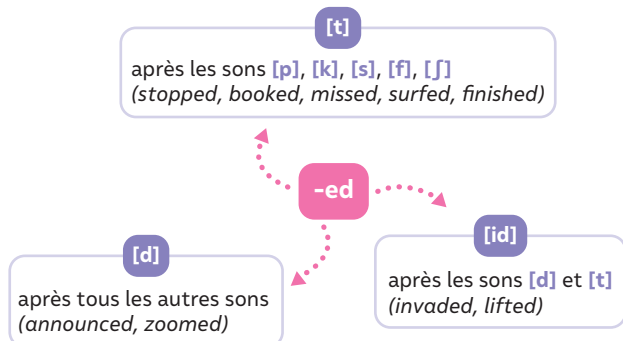 [t]
après les sons [p], [k], [s], [f], [ʃ]
(stopped, booked, missed, surfed, finished)
-ed
[d]
après tous les autres sons
(announced, zoomed)
[id]
après les sons [d] et [t]
(invaded, lifted)